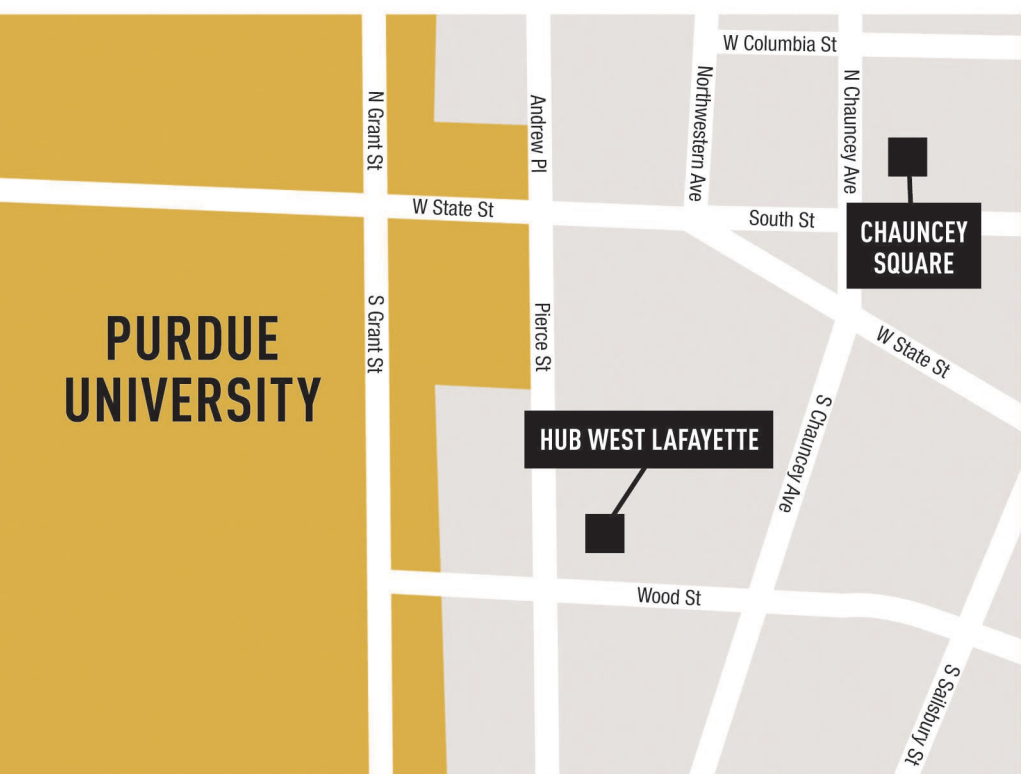 W Columbia St
N Grant St
Andrew Pl
Northwestern Ave
N Chauncey Ave
W State St
South St
CHAUNCEY
SQUARE
PURDUE
UNIVERSITY
S Grant St
Pierce St
W State St
HUB WEST LAFAYETTE
S Chauncey Ave
Wood St
S Sailsbury St